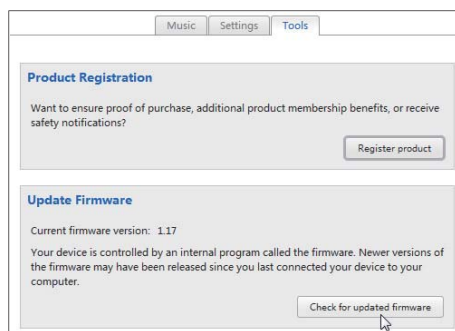 Music Settings Tools
Product Registration
Want to ensure proof of purchase, additional product membership benefits, or receive
safety notifications?
Register product
Update Firmware
Current firmware version: 1.17
Your device is controlled by an internal program called the firmware. Newer versions of
the firmware may have been released since you last connected your device to your
computer.
Check for updated firmware